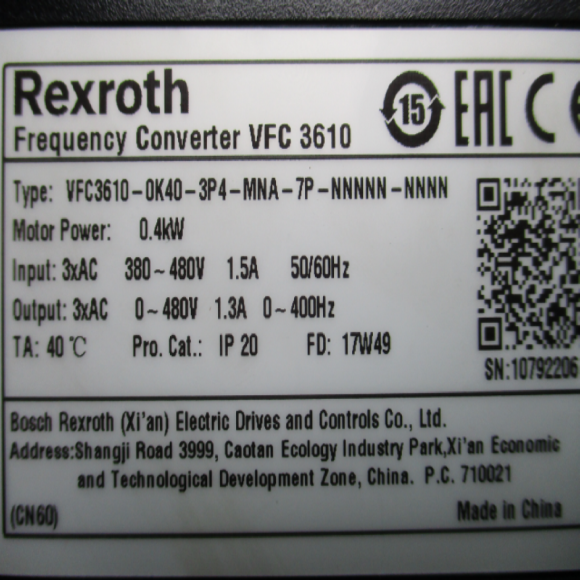 Rexroth
Frequency Converter VFC 3610
15 EAC C
Type: VFC3610-0K40-3P4-MNA-7P-NNNNN-NNNN
Motor Power: 0.4kW
Input: 3xAC 380~480V 1.5A 50/60Hz
Output: 3xAC 0~480V 1.3A 0~400Hz
TA: 40℃ Pro. Cat.: IP 20 FD: 17W49
SN:10792206
Bosch Rexroth (Xi'an) Electric Drives and Controls Co., Ltd.
Address:Shangji Road 3999, Caotan Ecology Industry Park,Xi'an Economic
and Technological Development Zone, China. P.C. 710021
(CN60) Made in China